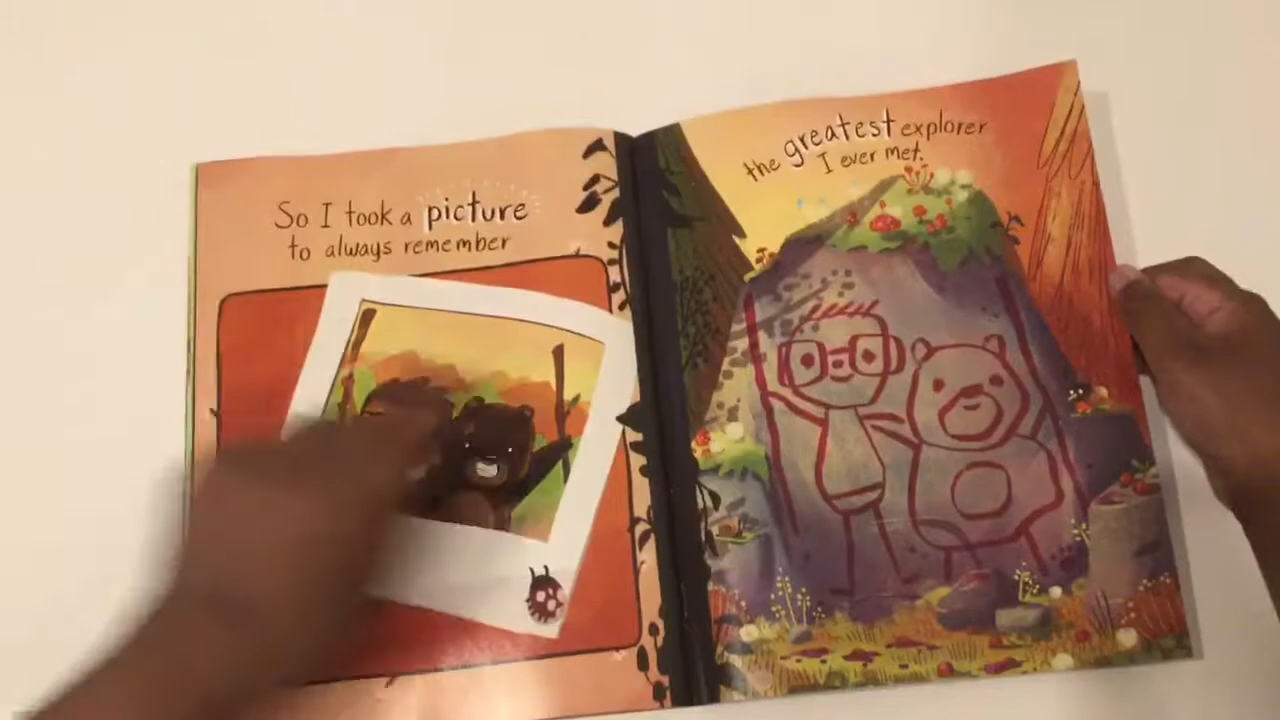 So I took a picture
to always remember
the greatest explorer
I ever met.